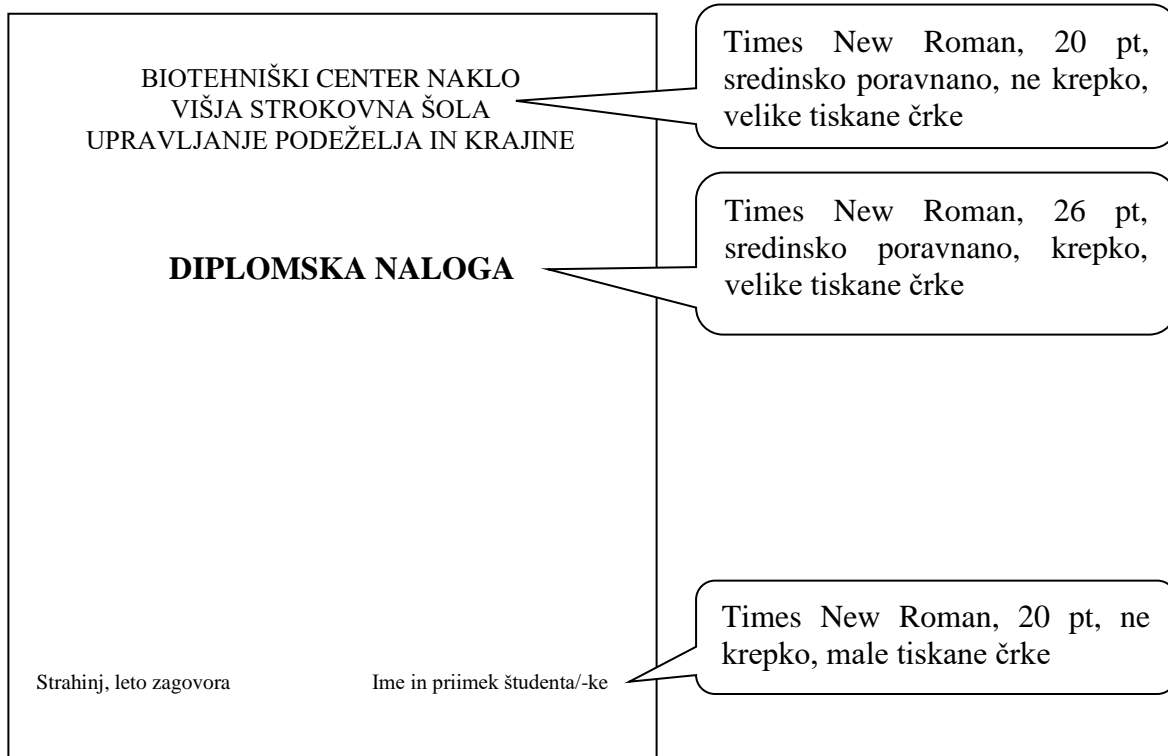 BIOTEHNIŠKI CENTER NAKLO
VIŠJA STROKOVNA ŠOLA
UPRAVLJANJE PODEŽELJA IN KRAJINE
Times New Roman, 20 pt,
sredinsko poravnano, ne krepko,
velike tiskane črke
DIPLOMSKA NALOGA
Times New Roman, 26 pt,
sredinsko poravnano, krepko,
velike tiskane črke
Times New Roman, 20 pt, ne
krepko, male tiskane črke
Strahinj, leto zagovora Ime in priimek študenta/-ke